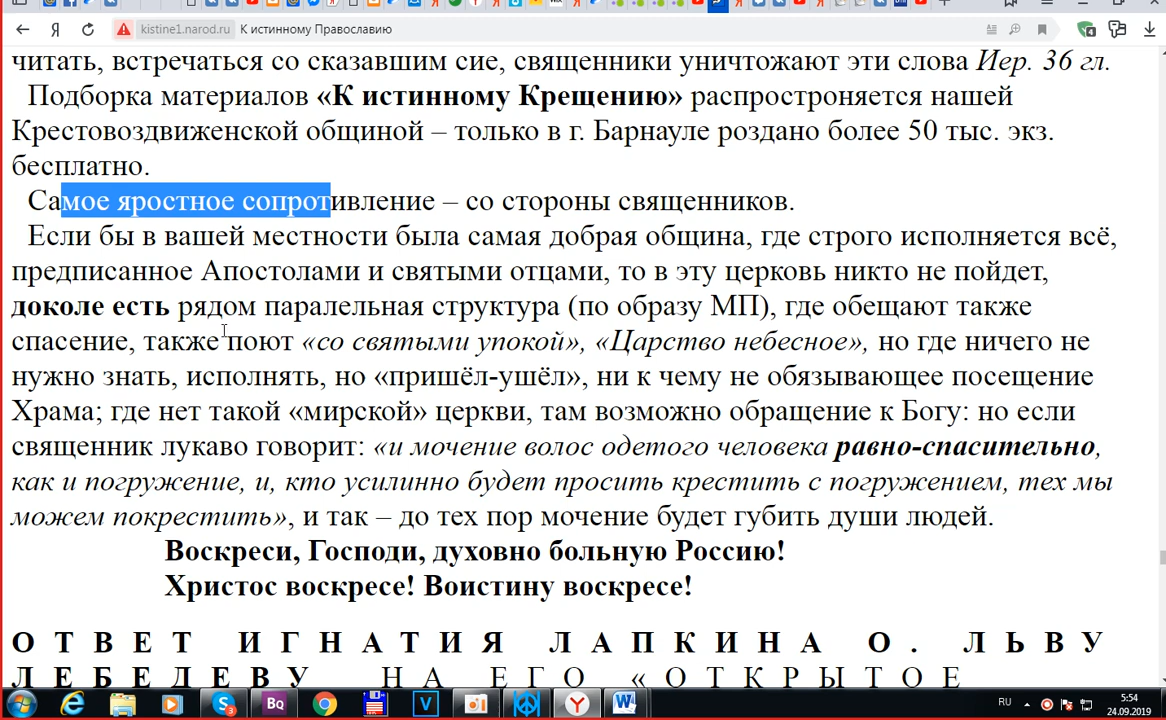 kistine1.narod.ru К истинному Православию
читать, встречаться со сказавшим сие, священники уничтожают эти слова Иер. 36 гл.
Подборка материалов «К истинному Крещению» распростроняется нашей
Крестовоздвиженской общиной – только в г. Барнауле роздано более 50 тыс. экз.
бесплатно.
Самое яростное сопротивление – со стороны священников.
Если бы в вашей местности была самая добрая община, где строго исполняется всё,
предписанное Апостолами и святыми отцами, то в эту церковь никто не пойдет,
доколе есть рядом паралельная структура (по образу МП), где обещают также
спасение, также поют «со святыми упокой», «Царство небесное», но где ничего не
нужно знать, исполнять, но «пришёл-ушёл», ни к чему не обязывающее посещение
Храма; где нет такой «мирской» церкви, там возможно обращение к Богу: но если
священник лукаво говорит: «и мочение волос одетого человека равно-спасительно,
как и погружение, и, кто усилинно будет просить крестить с погружением, тех мы
можем покрестить», и так – до тех пор мочение будет губить души людей.
Воскреси, Господи, духовно больную Россию!
Христос воскресе! Воистину воскресе!
ОТВЕТ ИГНАТИЯ ЛАПКИНА О. ЛЬВУ
ЛЕБЕДЕВУ НА ЕГО «ОТКРЫТОЕ
RU 5:54
24.09.2019